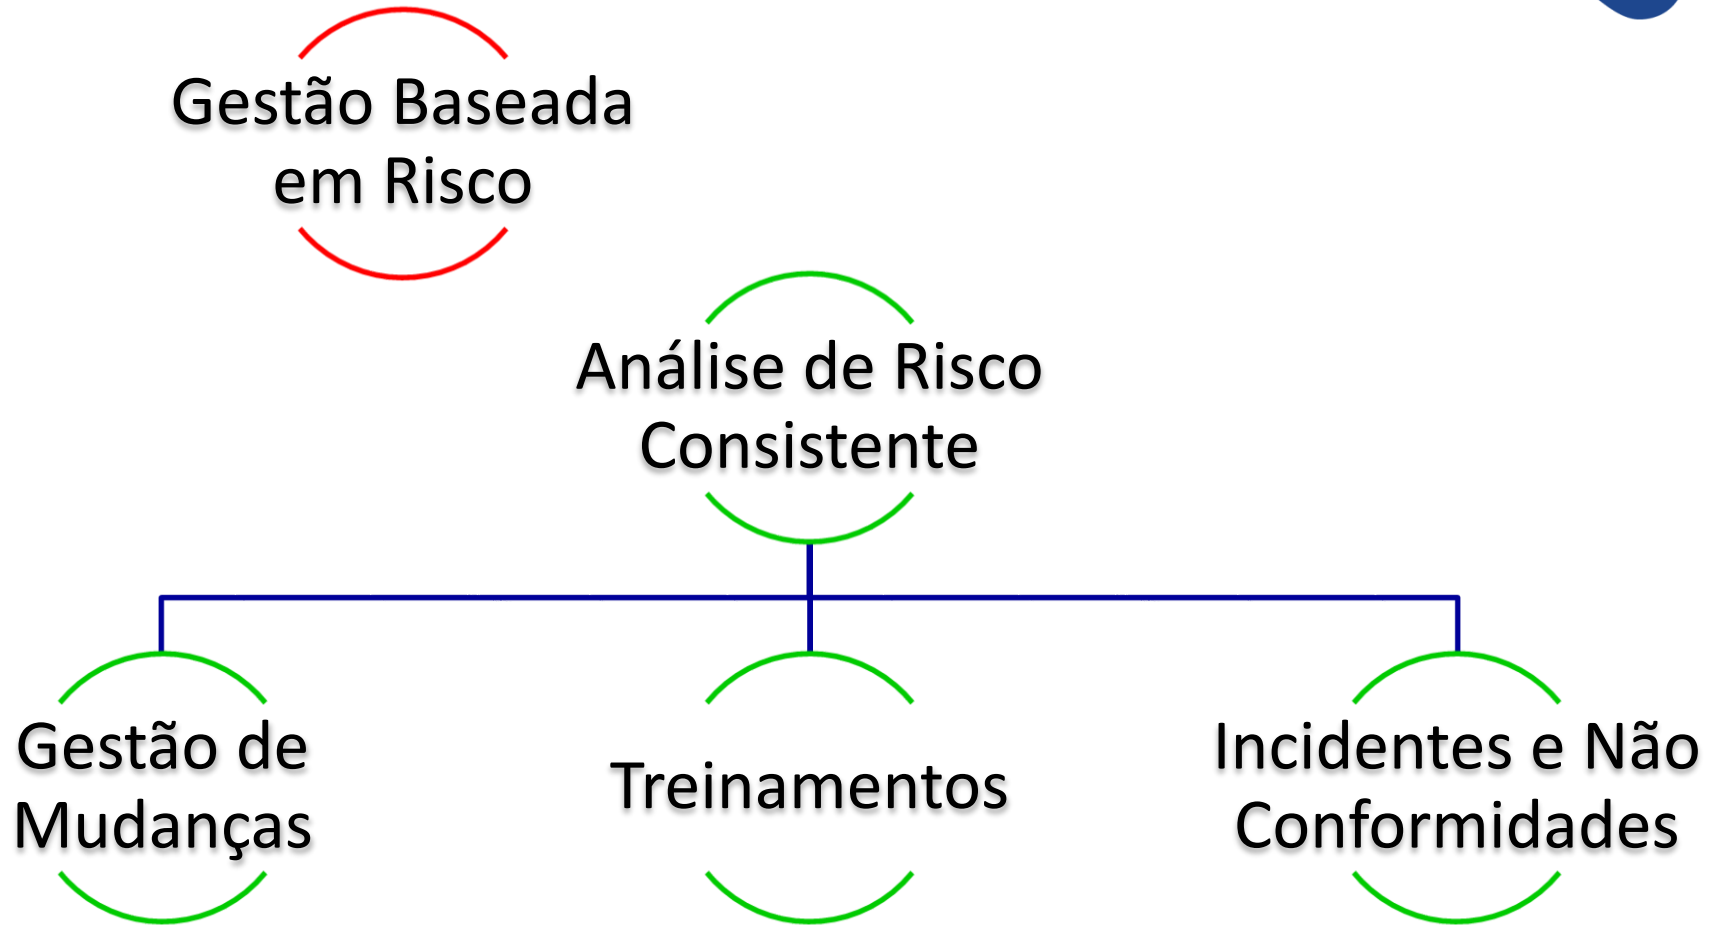 Gestão Baseada
em Risco
Análise de Risco
Consistente
Gestão de
Mudanças
Treinamentos
Incidentes e Não
Conformidades